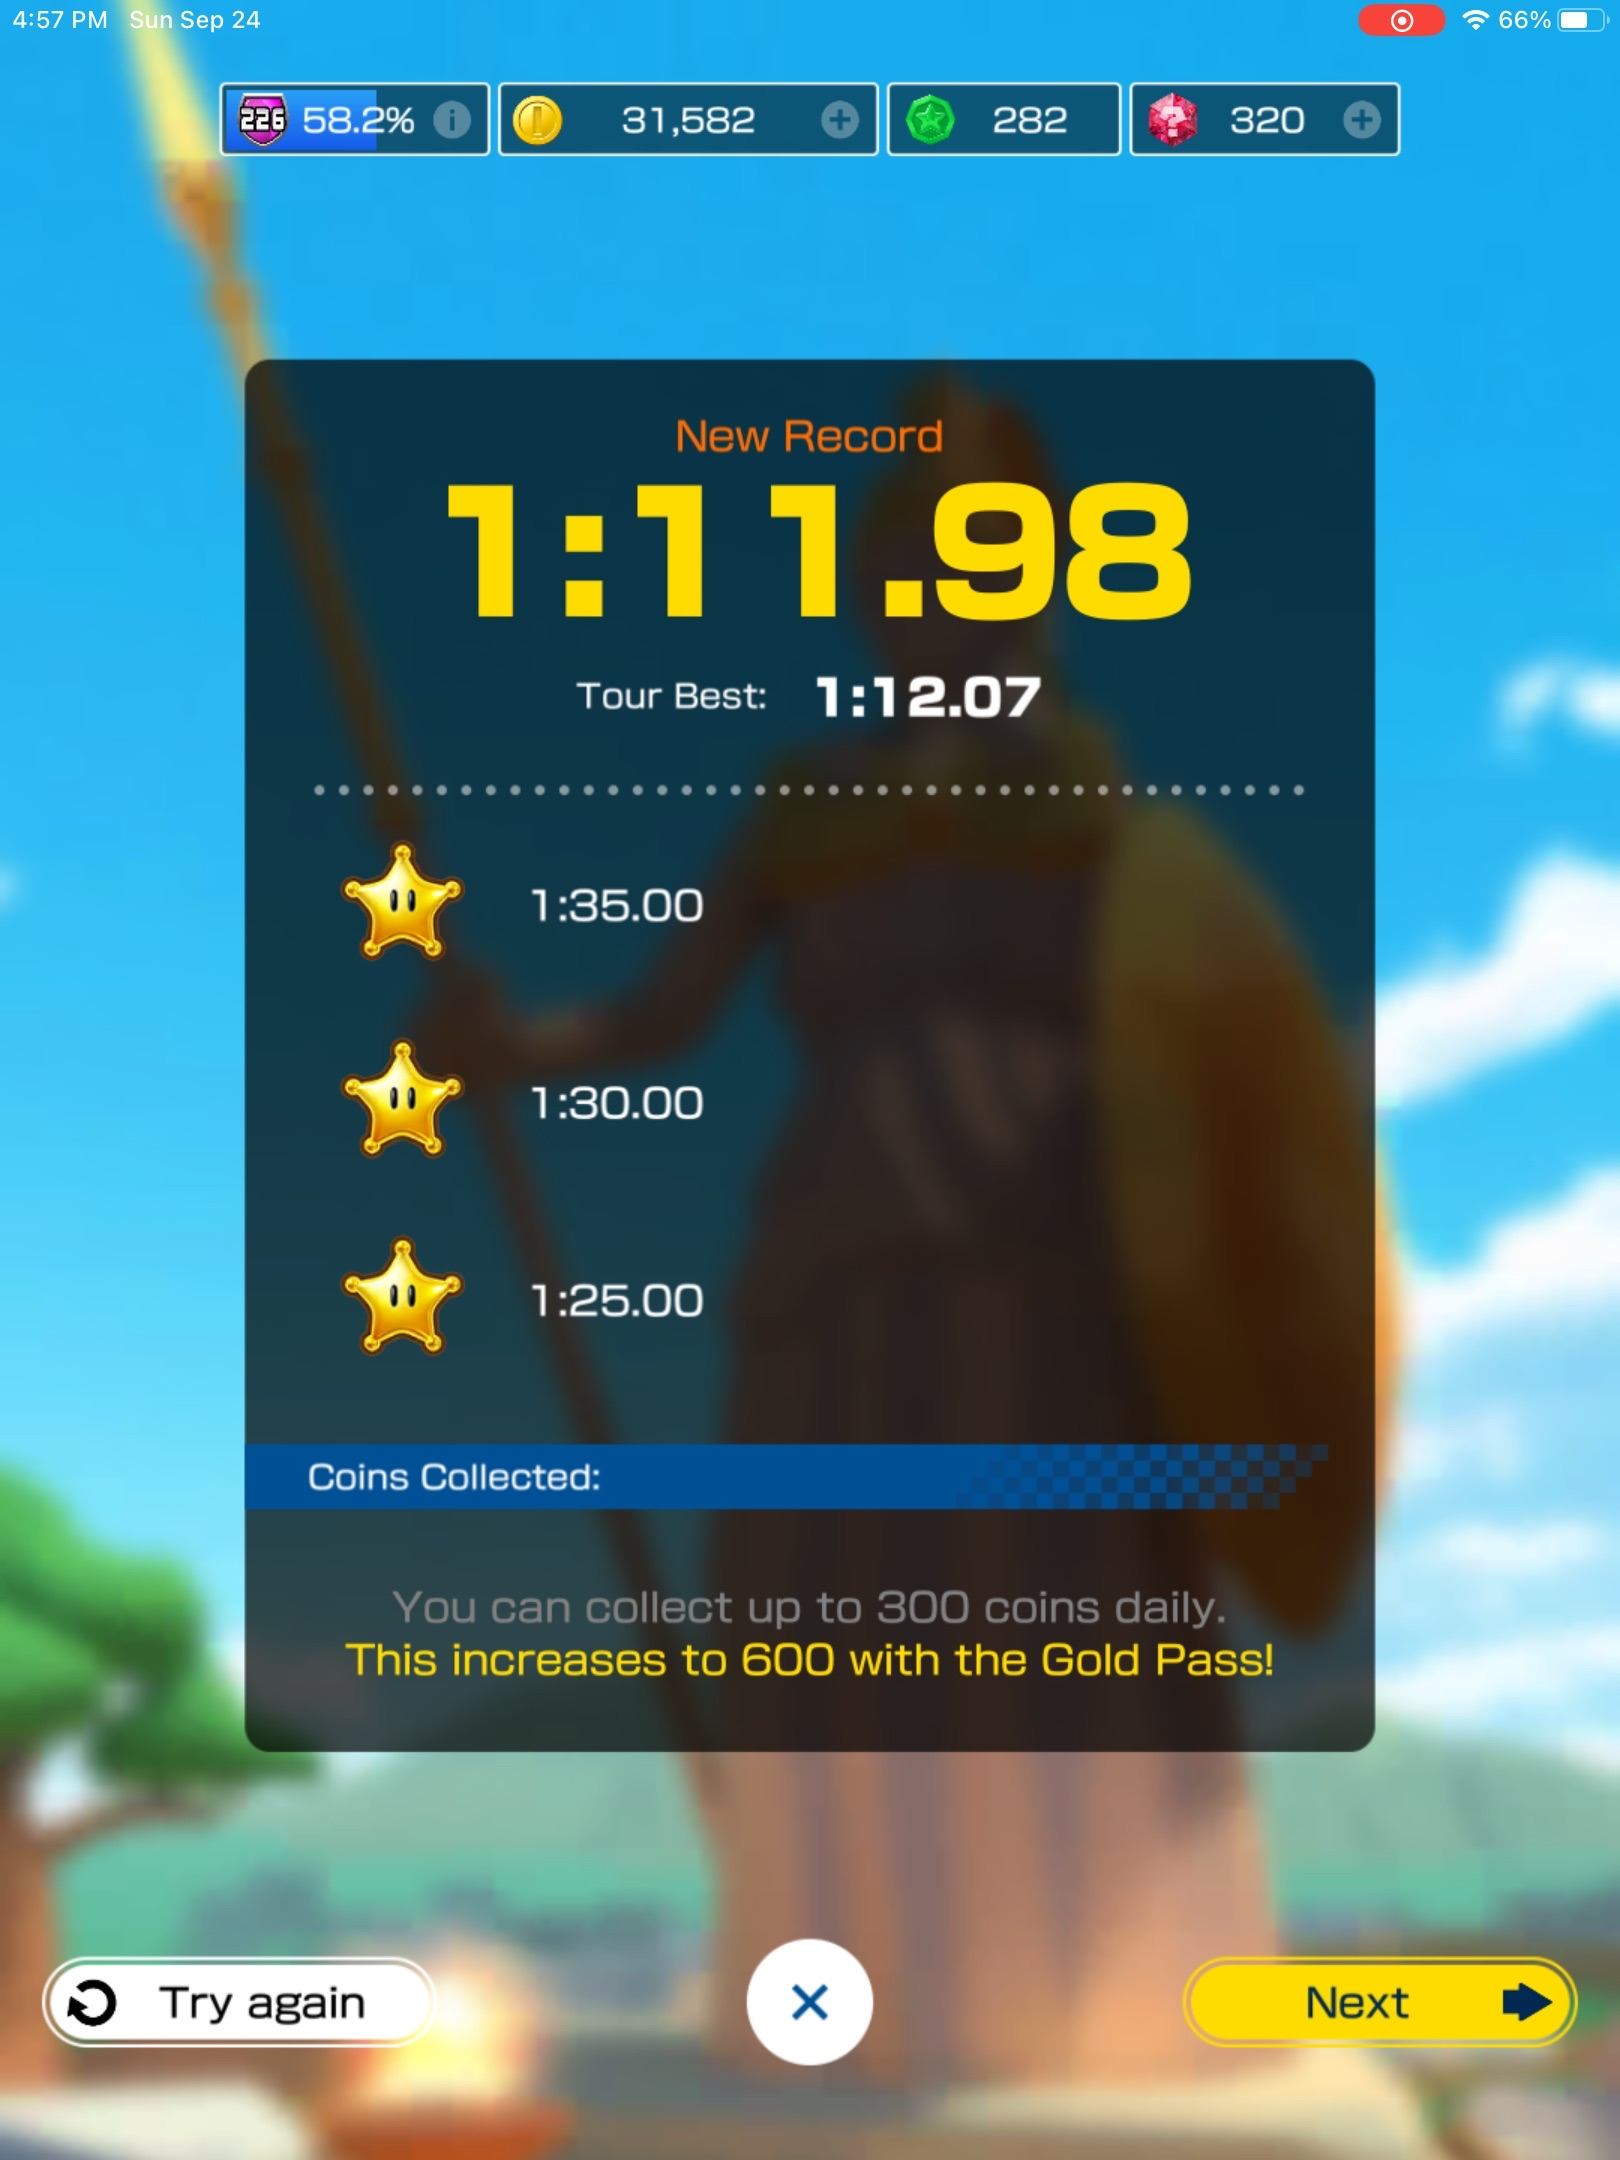 4:57 PM Sun Sep 24 66%
226 58.2% 31,582 282 320
New Record
1:11.98
Tour Best: 1:12.07
1:35.00
1:30.00
1:25.00
Coins Collected:
You can collect up to 300 coins daily.
This increases to 600 with the Gold Pass!
Try again Next